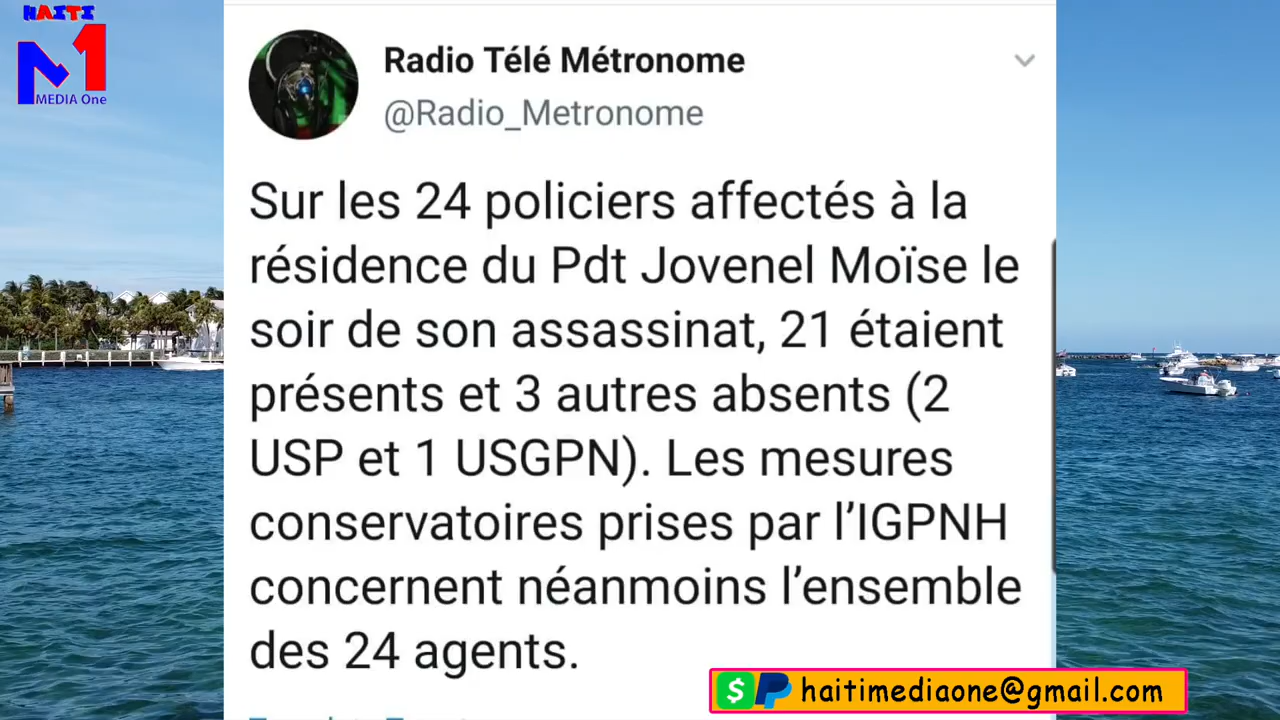 HAITI
M1
MEDIA One
Radio Télé Métronome
@Radio_Metronome
Sur les 24 policiers affectés à la
résidence du Pdt Jovenel Moïse le
soir de son assassinat, 21 étaient
présents et 3 autres absents (2
USP et 1 USGPN). Les mesures
conservatoires prises par l’IGPNH
concernent néanmoins l’ensemble
des 24 agents.
$ haitimediaone@gmail.com